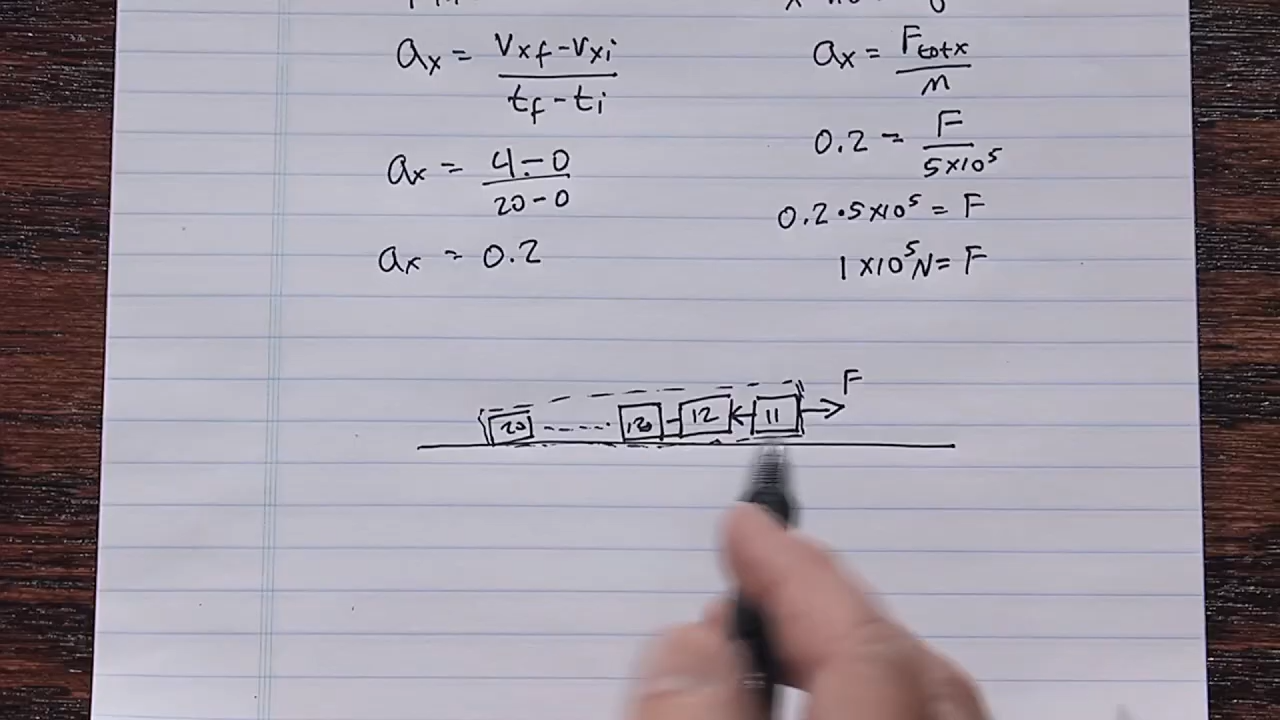 ax = vxf - vxi / tf - ti
ax = 4 - 0 / 20 - 0
ax = 0.2
ax = Ftotx / m
0.2 = F / 5x10^5
0.2 • 5x10^5 = F
1x10^5 N = F
F
20 ----- 12 11